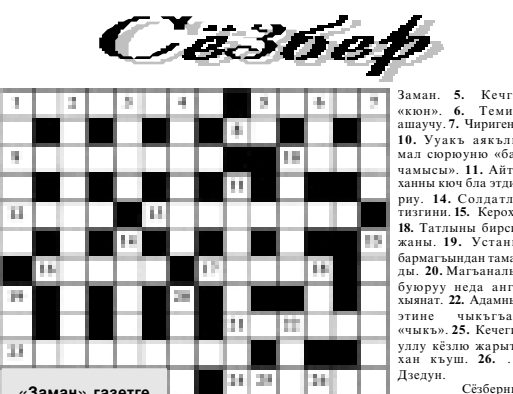 Сёзбер
Заман. 5. Кечг
«кюн». 6. Теми
ашаучу. 7. Чириген
10. Ууакъ аякълы
мал сюрюуню «ба
чамысы». 11. Айт
ханны кюч бла этди
риу. 14. Солдатл
тизгини. 15. Керох
18. Татлыны бирси
жаны. 19. Устан
бармагъындан тама
ды. 20. Магъаналы
буюруу неда анг
хыянат. 22. Адамны
этине чыкъгъа
«чыкъ». 25. Кечеги
уллу кёзлю жарыт
хан къуш. 26. .
Дзедун.
Сёзберни
«Заман» газетге